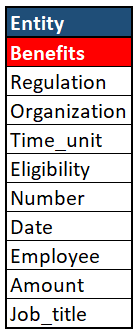 Entity
Benefits
Regulation
Organization
Time_unit
Eligibility
Number
Date
Employee
Amount
Job_title